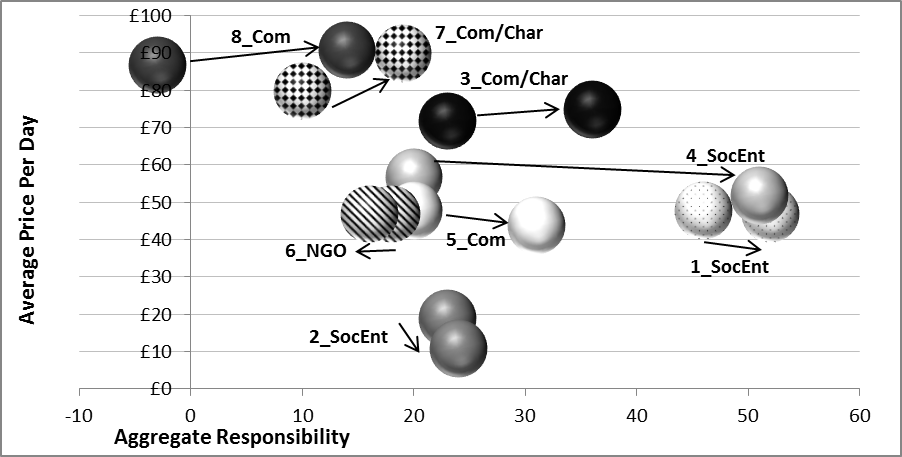 £100
£90
£80
£70
£60
£50
£40
£30
£20
£10
£0
-10 0 10 20 30 40 50 60
Average Price Per Day
Aggregate Responsibility
8_Com
7_Com/Char
3_Com/Char
4_SocEnt
5_Com
6_NGO
1_SocEnt
2_SocEnt